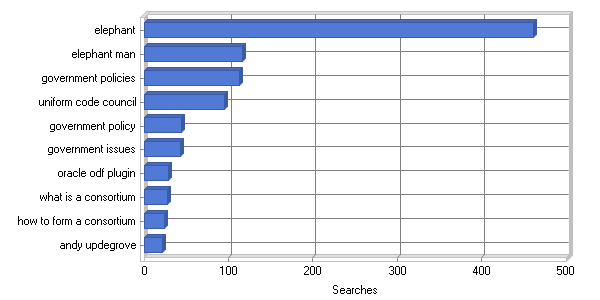 elephant
elephant man
government policies
uniform code council
government policy
government issues
oracle odf plugin
what is a consortium
how to form a consortium
andy updegrove
0 100 200 300 400 500
Searches